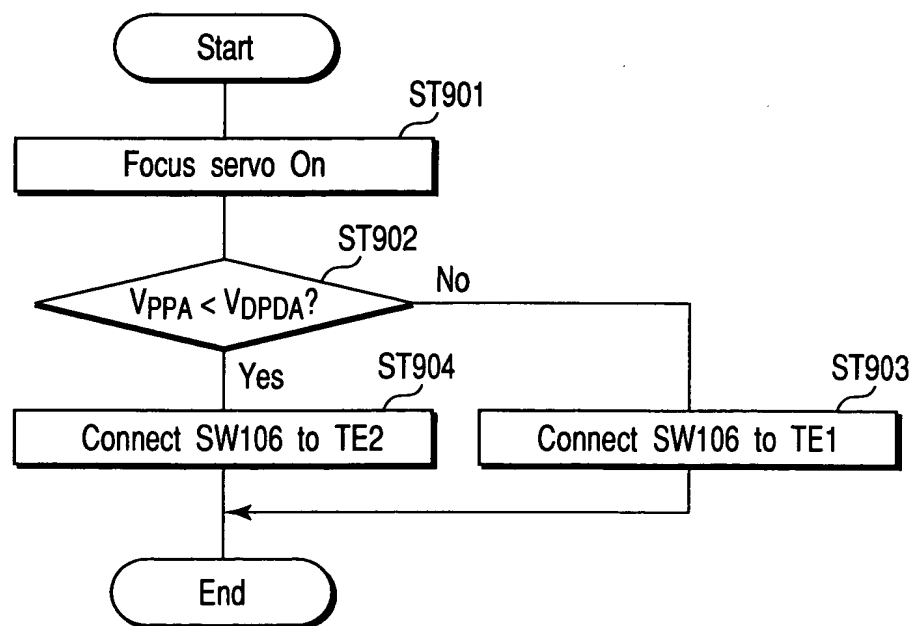 Start
ST901
Focus servo On
ST902
VPPA < VDPDA?
No
Yes
ST904
ST903
Connect SW106 to TE2
Connect SW106 to TE1
End